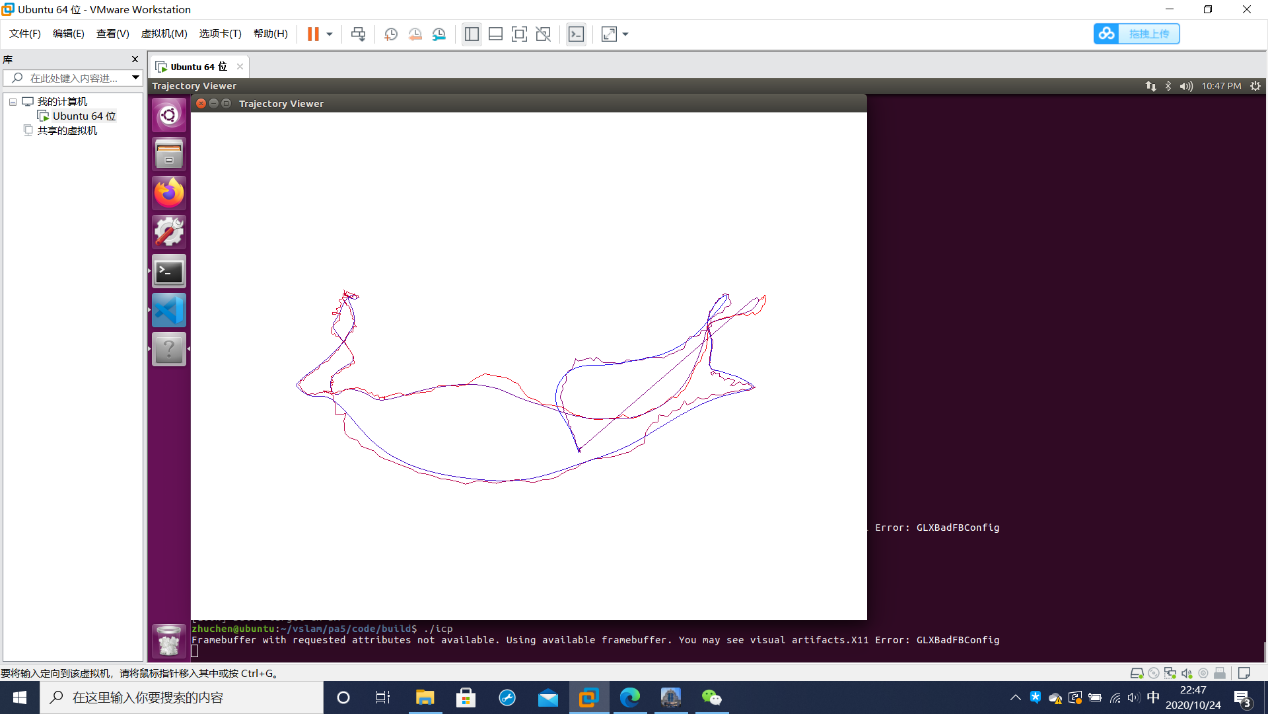 Ubuntu 64 位 - VMware Workstation
文件(F) 编辑(E) 查看(V) 虚拟机(M) 选项卡(T) 帮助(H)
拖拽上传
库
在此处键入内容进...
我的计算机
Ubuntu 64 位
共享的虚拟机
Ubuntu 64 位
Trajectory Viewer
10:47 PM
Trajectory Viewer
Error: GLXBadFBConfig
zhuchen@ubuntu:~/vslam/pa5/code/build$ ./icp
Framebuffer with requested attributes not available. Using available framebuffer. You may see visual artifacts.X11 Error: GLXBadFBConfig
要将输入定向到该虚拟机，请将鼠标指针移入其中或按 Ctrl+G。
在这里输入你要搜索的内容
中
22:47
2020/10/24
3